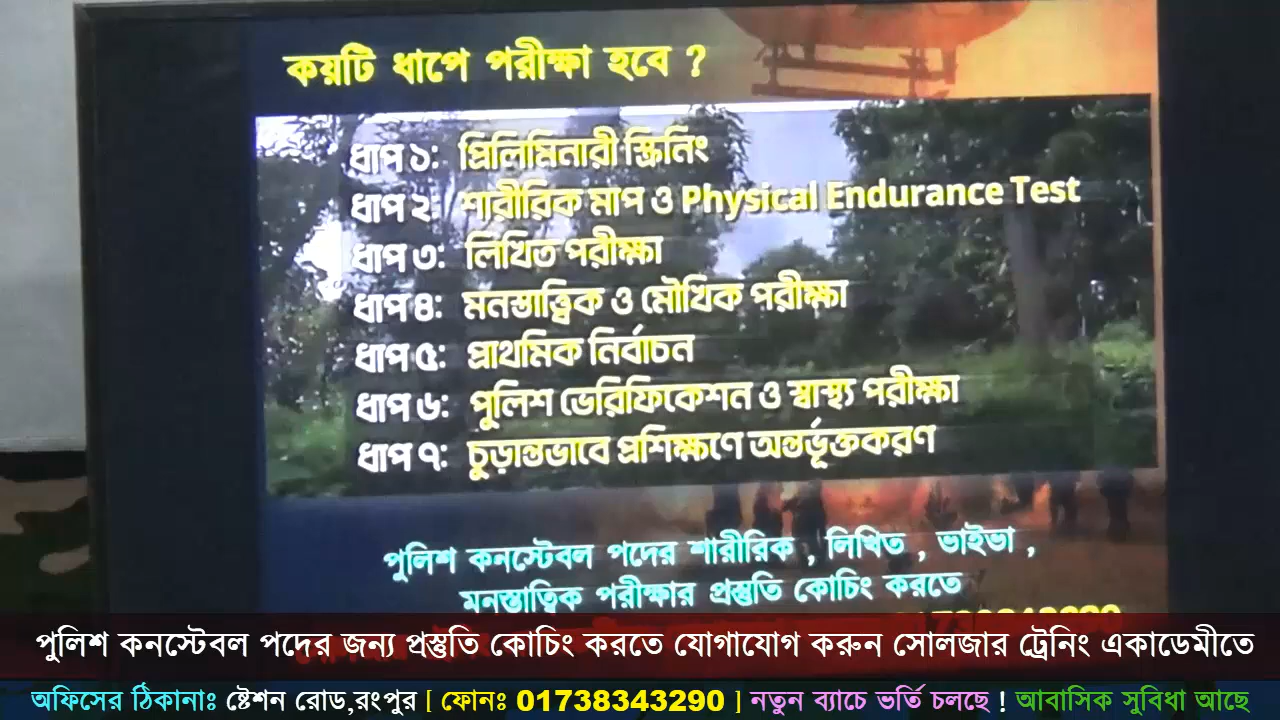 কয়টি ধাপে পরীক্ষা হবে ?
ধাপ ১: প্রিলিমিনারী স্ক্রিনিং
ধাপ ২: শারীরিক মাপ ও Physical Endurance Test
ধাপ ৩: লিখিত পরীক্ষা
ধাপ ৪: মনস্তাত্ত্বিক ও মৌখিক পরীক্ষা
ধাপ ৫: প্রাথমিক নির্বাচন
ধাপ ৬: পুলিশ ভেরিফিকেশন ও স্বাস্থ্য পরীক্ষা
ধাপ ৭: চুড়ান্তভাবে প্রশিক্ষণে অন্তর্ভূক্তকরণ
পুলিশ কনস্টেবল পদের শারীরিক , লিখিত , ভাইভা ,
মনস্তাত্বিক পরীক্ষার প্রস্তুতি কোচিং করতে
পুলিশ কনস্টেবল পদের জন্য প্রস্তুতি কোচিং করতে যোগাযোগ করুন সোলজার ট্রেনিং একাডেমীতে
অফিসের ঠিকানাঃ ষ্টেশন রোড,রংপুর [ ফোনঃ 01738343290 ] নতুন ব্যাচে ভর্তি চলছে ! আবাসিক সুবিধা আছে